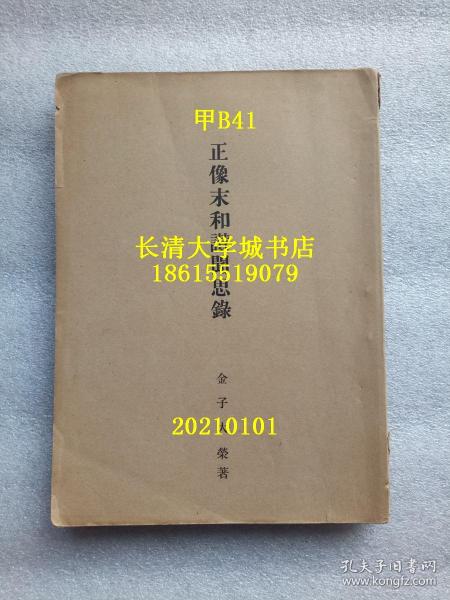 甲B41
正像末和讃聞思錄
长清大学城书店
18615519079
金子大榮著
20210101
孔夫子旧书网
www.kongfz.com